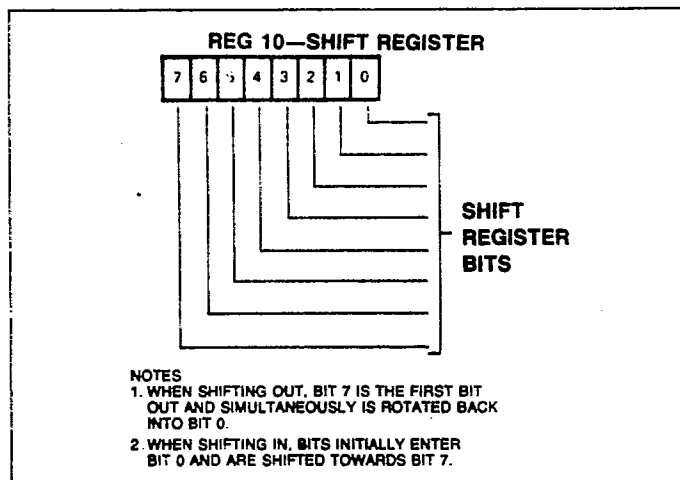 REG 10—SHIFT REGISTER
7 6 5 4 3 2 1 0
SHIFT
REGISTER
BITS
NOTES
1. WHEN SHIFTING OUT, BIT 7 IS THE FIRST BIT
OUT AND SIMULTANEOUSLY IS ROTATED BACK
INTO BIT 0.
2. WHEN SHIFTING IN, BITS INITIALLY ENTER
BIT 0 AND ARE SHIFTED TOWARDS BIT 7.